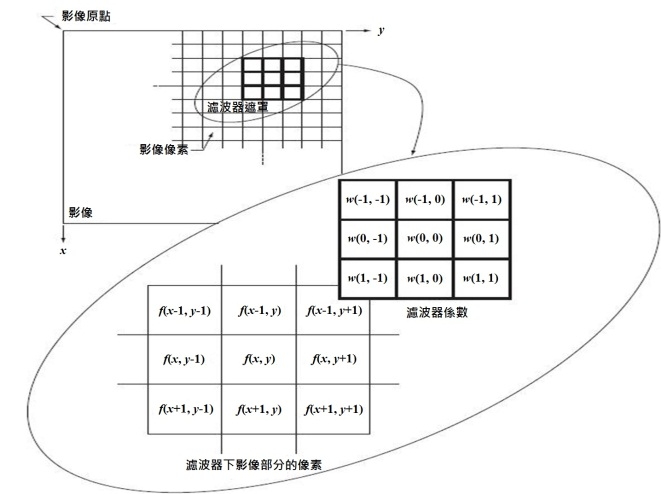 影像原點
y
濾波器遮罩
影像像素
影像
x
w(-1, -1) w(-1, 0) w(-1, 1)
w(0, -1) w(0, 0) w(0, 1)
w(1, -1) w(1, 0) w(1, 1)
濾波器係數
f(x-1, y-1) f(x-1, y) f(x-1, y+1)
f(x, y-1) f(x, y) f(x, y+1)
f(x+1, y-1) f(x+1, y) f(x+1, y+1)
濾波器下影像部分的像素